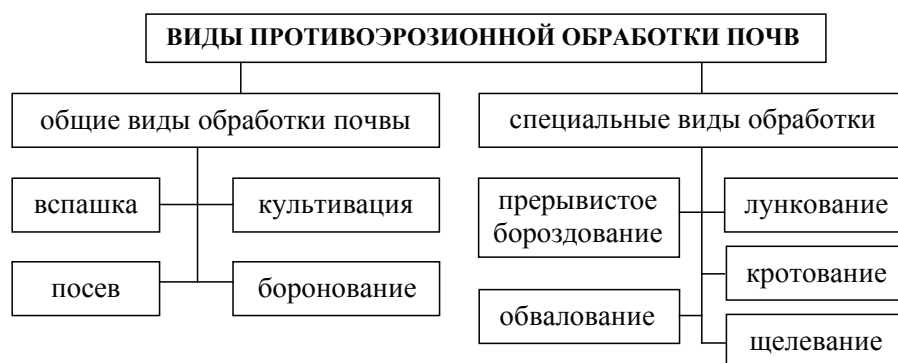 ВИДЫ ПРОТИВОЭРОЗИОННОЙ ОБРАБОТКИ ПОЧВ
общие виды обработки почвы
специальные виды обработки
вспашка
культивация
посев
боронование
прерывистое
бороздование
лункование
кротование
обвалование
щелевание